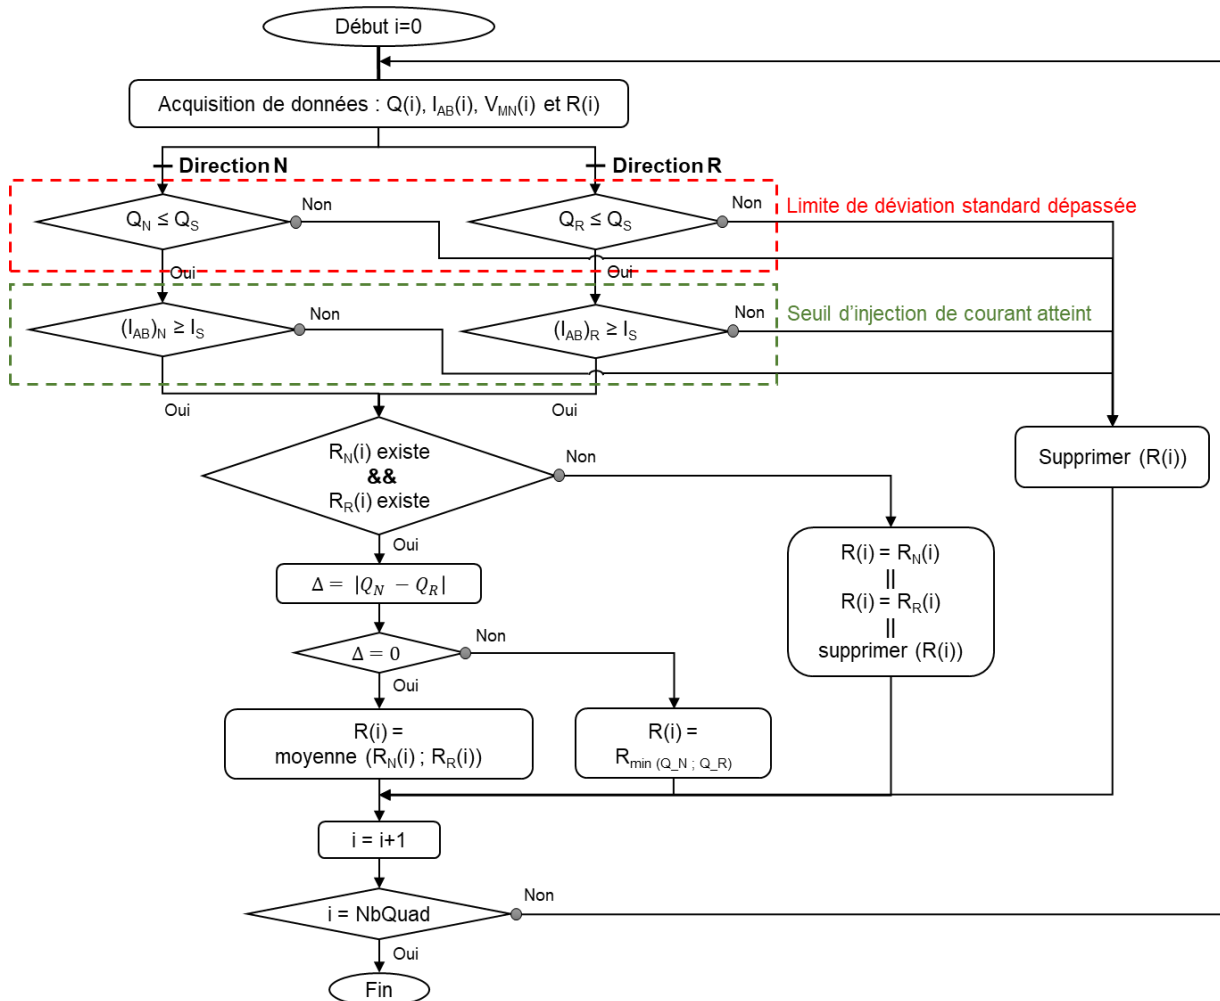 Début i=0
Acquisition de données : Q(i), I_AB(i), V_MN(i) et R(i)
Direction N
Direction R
Q_N ≤ Q_S
Non
Q_R ≤ Q_S
Non
Limite de déviation standard dépassée
Oui
Oui
(I_AB)_N ≥ I_S
Non
(I_AB)_R ≥ I_S
Non
Seuil d'injection de courant atteint
Oui
Oui
R_N(i) existe
&&
R_R(i) existe
Non
Supprimer (R(i))
Oui
R(i) = R_N(i)
||
R(i) = R_R(i)
||
supprimer (R(i))
Δ = |Q_N − Q_R|
Δ = 0
Non
Oui
R(i) =
moyenne (R_N(i) ; R_R(i))
R(i) =
R_min (Q_N ; Q_R)
i = i+1
i = NbQuad
Non
Oui
Fin